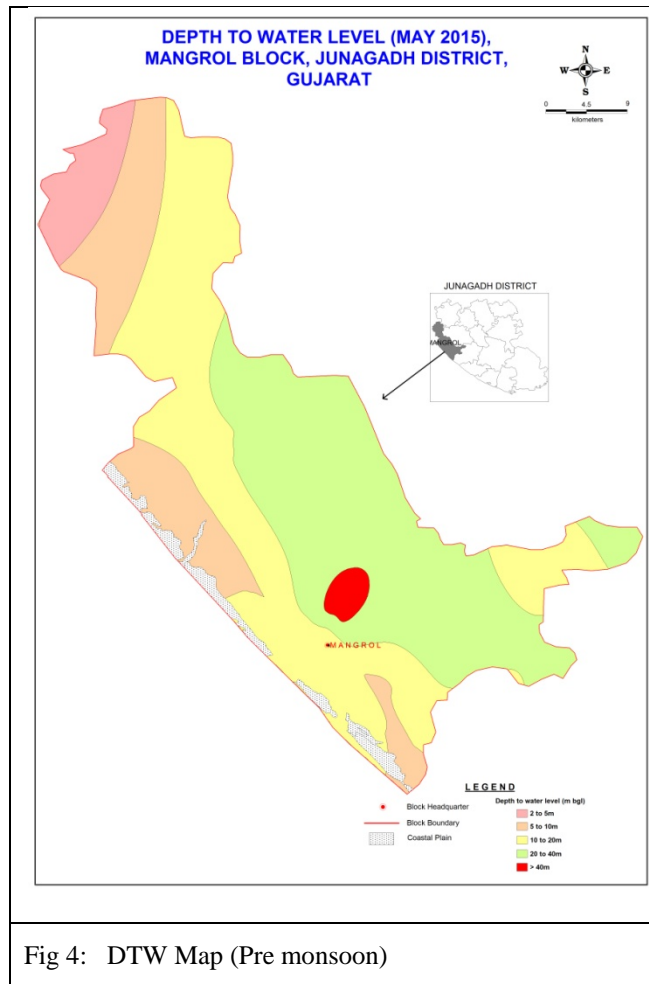 DEPTH TO WATER LEVEL (MAY 2015),
MANGROL BLOCK, JUNAGADH DISTRICT,
GUJARAT
N
W E
S
0 4.5 9
kilometers
JUNAGADH DISTRICT
MANGROL
MANGROL
LEGEND
Depth to water level (m bgl)
Block Headquarter
Block Boundary
Coastal Plain
2 to 5m
5 to 10m
10 to 20m
20 to 40m
> 40m
Fig 4: DTW Map (Pre monsoon)